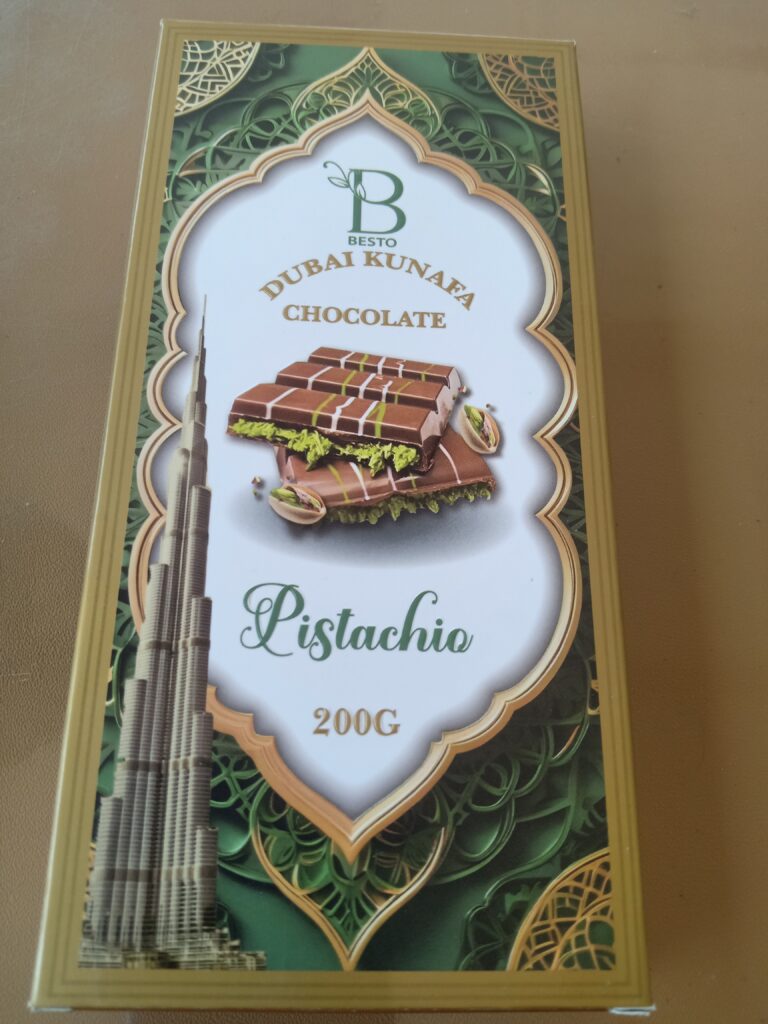 B
BESTO
DUBAI KUNAFA
CHOCOLATE
Pistachio
200G